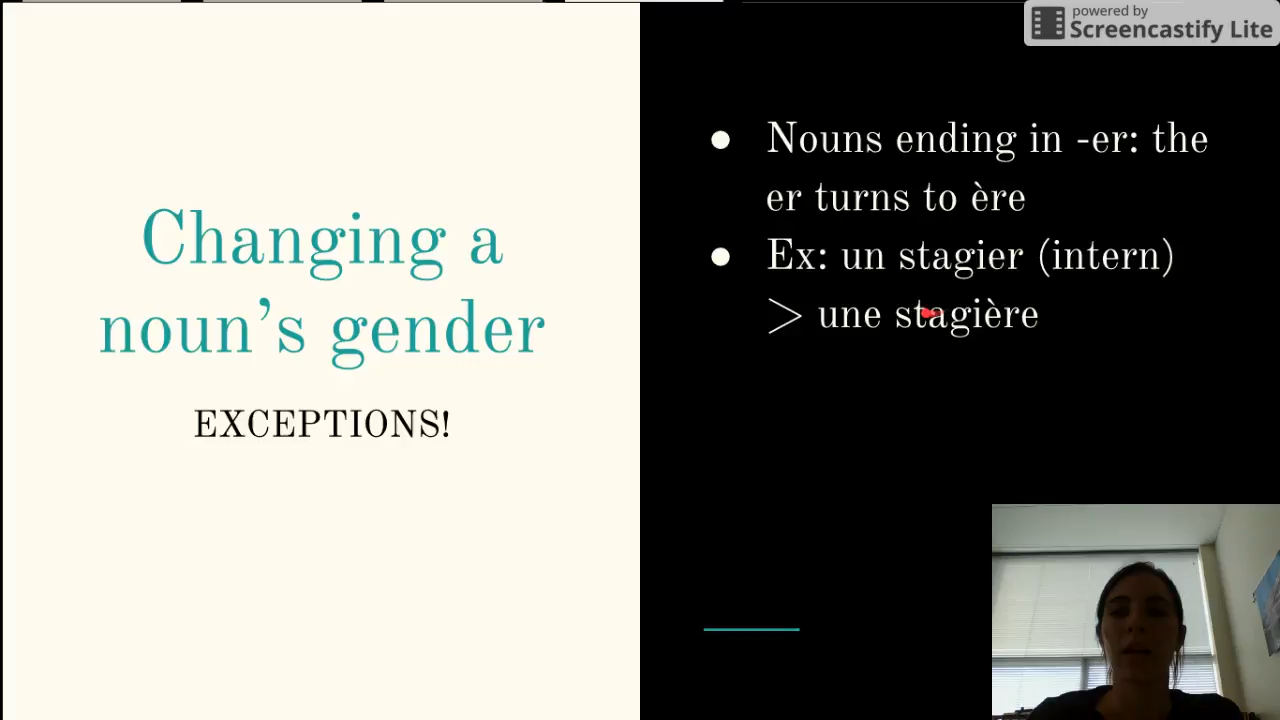 powered by
Screencastify Lite
Changing a
noun's gender
EXCEPTIONS!
● Nouns ending in -er: the
er turns to ère
● Ex: un stagier (intern)
> une stagière